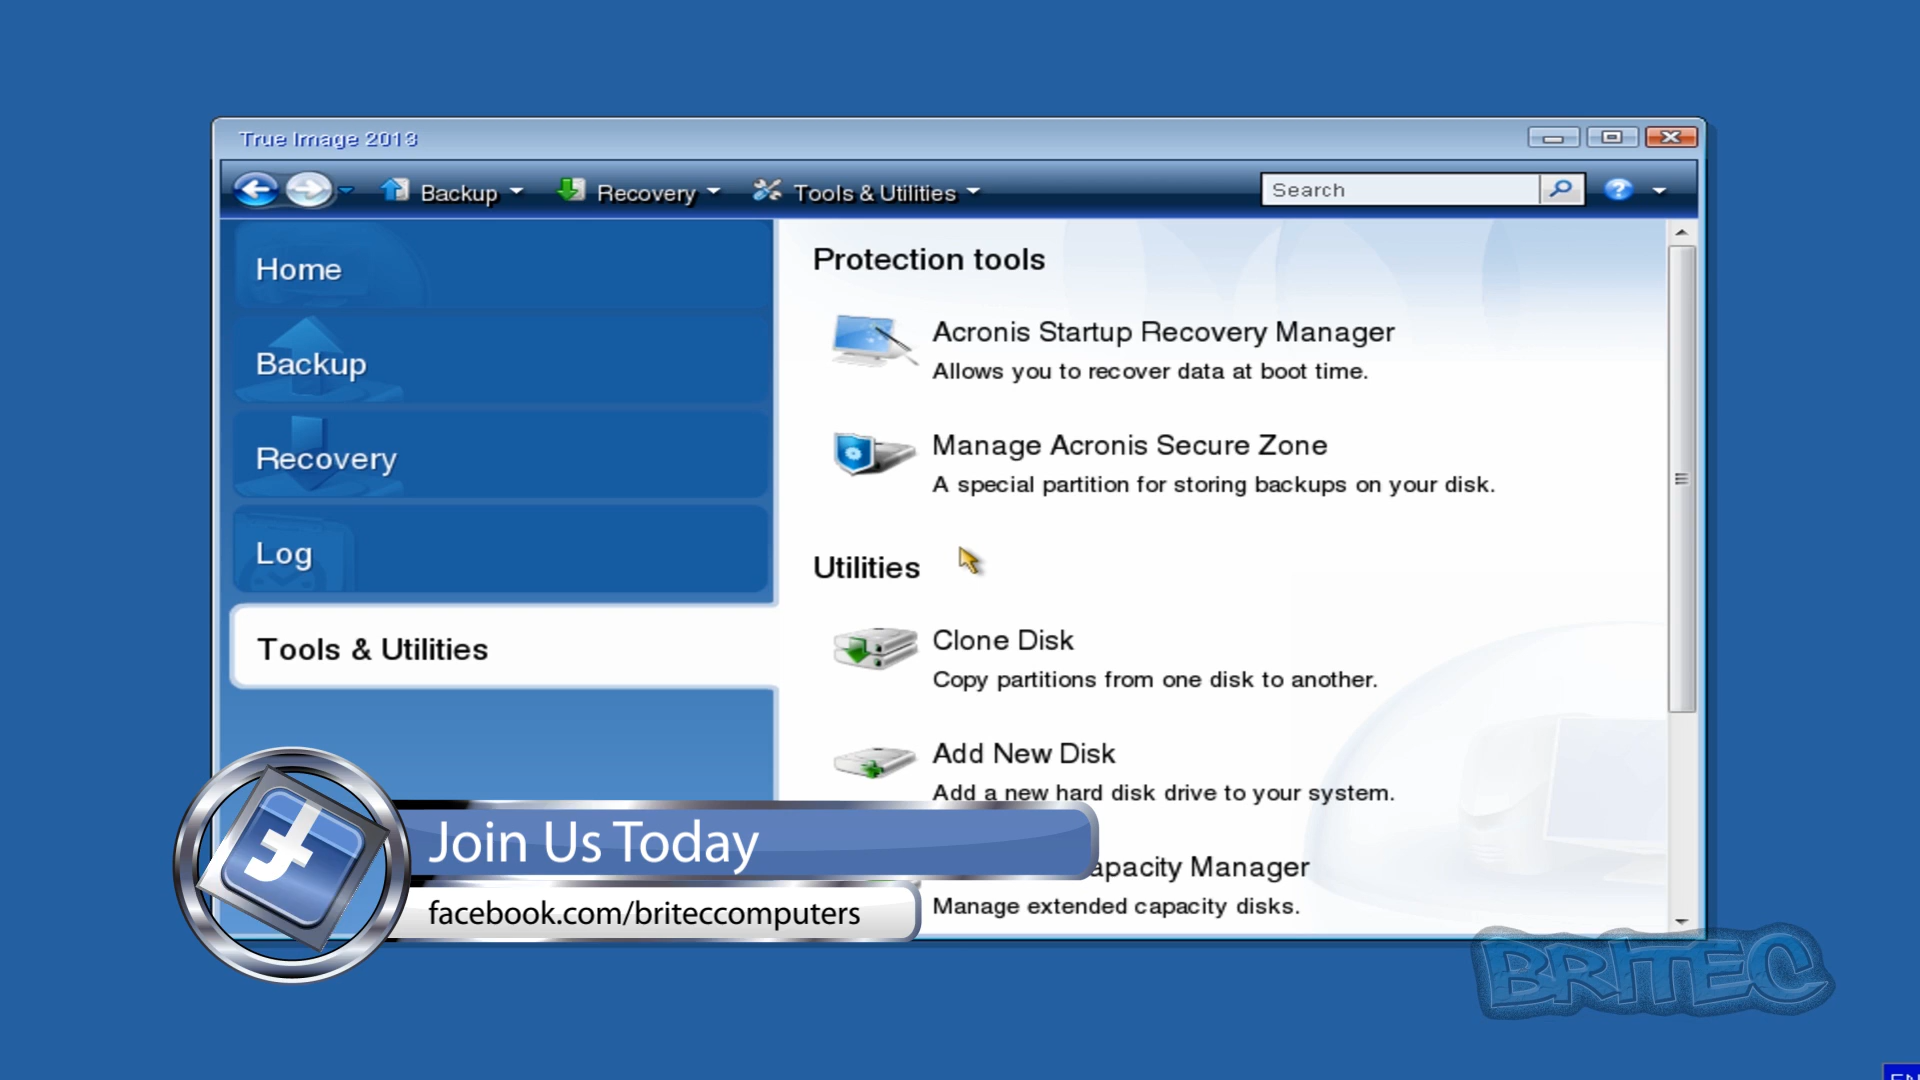 True Image 2013
Backup
Recovery
Tools & Utilities
Search
Home
Backup
Recovery
Log
Tools & Utilities
Protection tools
Acronis Startup Recovery Manager
Allows you to recover data at boot time.
Manage Acronis Secure Zone
A special partition for storing backups on your disk.
Utilities
Clone Disk
Copy partitions from one disk to another.
Add New Disk
Add a new hard disk drive to your system.
apacity Manager
Manage extended capacity disks.
Join Us Today
facebook.com/briteccomputers
BRITEC